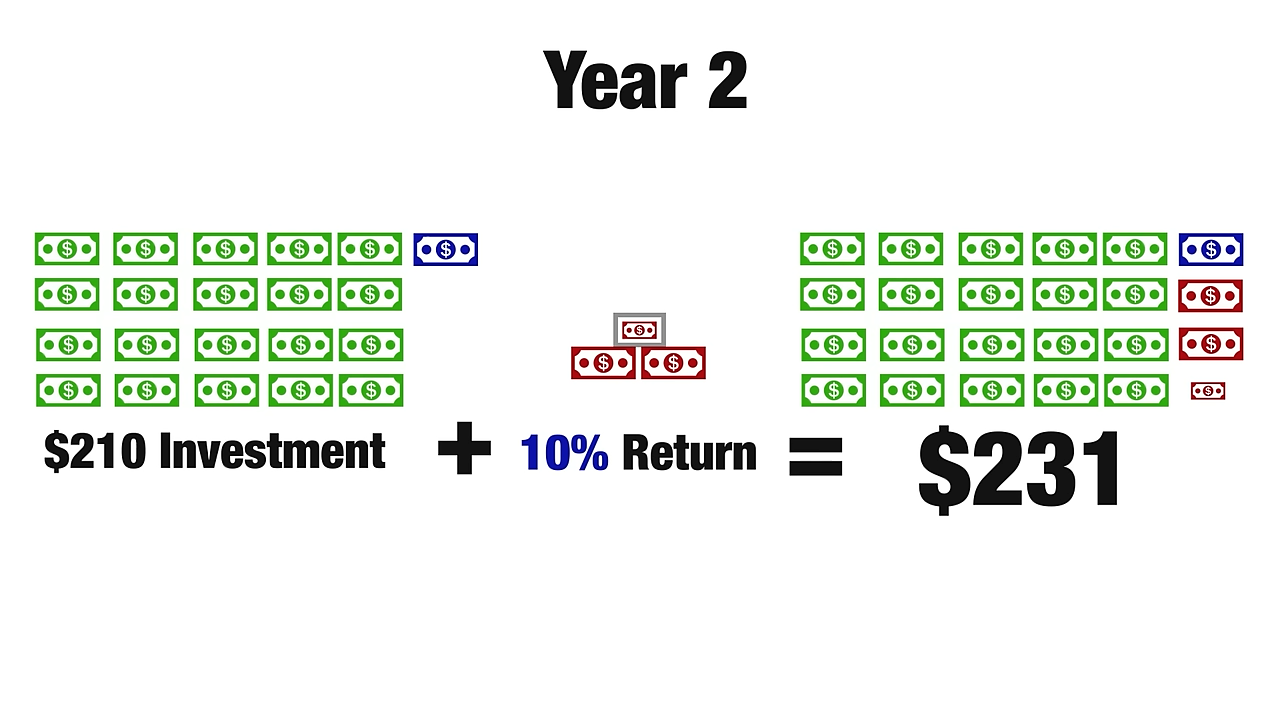 Year 2
$210 Investment + 10% Return = $231